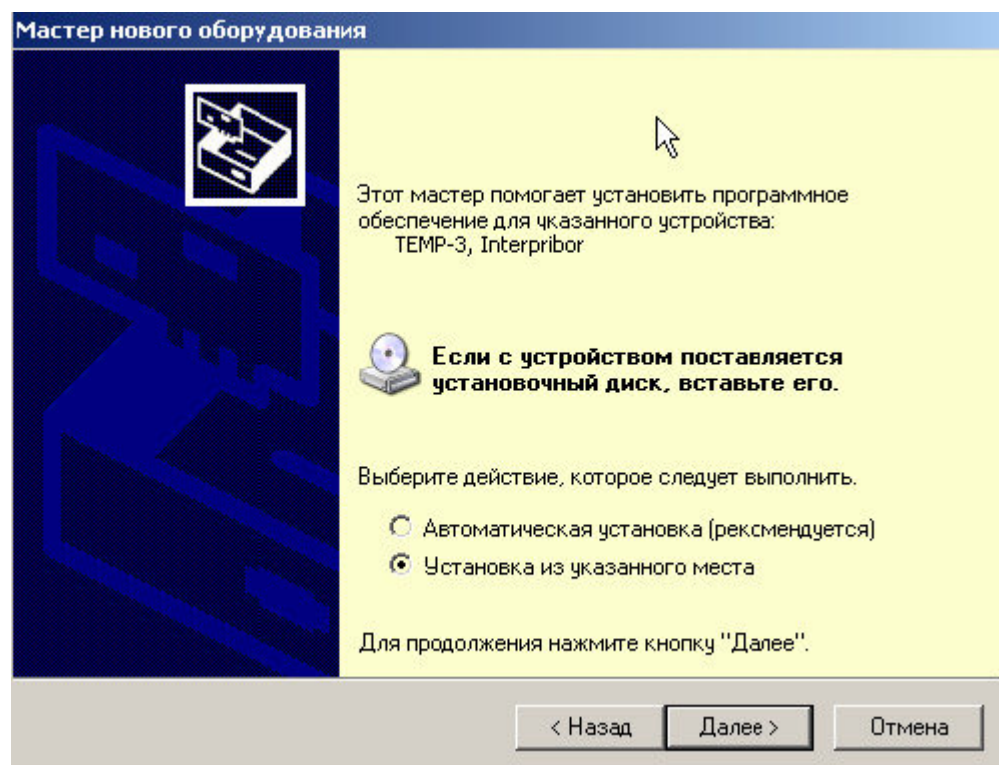 Мастер нового оборудования
Этот мастер помогает установить программное
обеспечение для указанного устройства:
TEMP-3, Interpribor
Если с устройством поставляется
установочный диск, вставьте его.
Выберите действие, которое следует выполнить.
Автоматическая установка (рексмендуется)
Установка из указанного места
Для продолжения нажмите кнопку "Далее".
< Назад
Далее >
Отмена